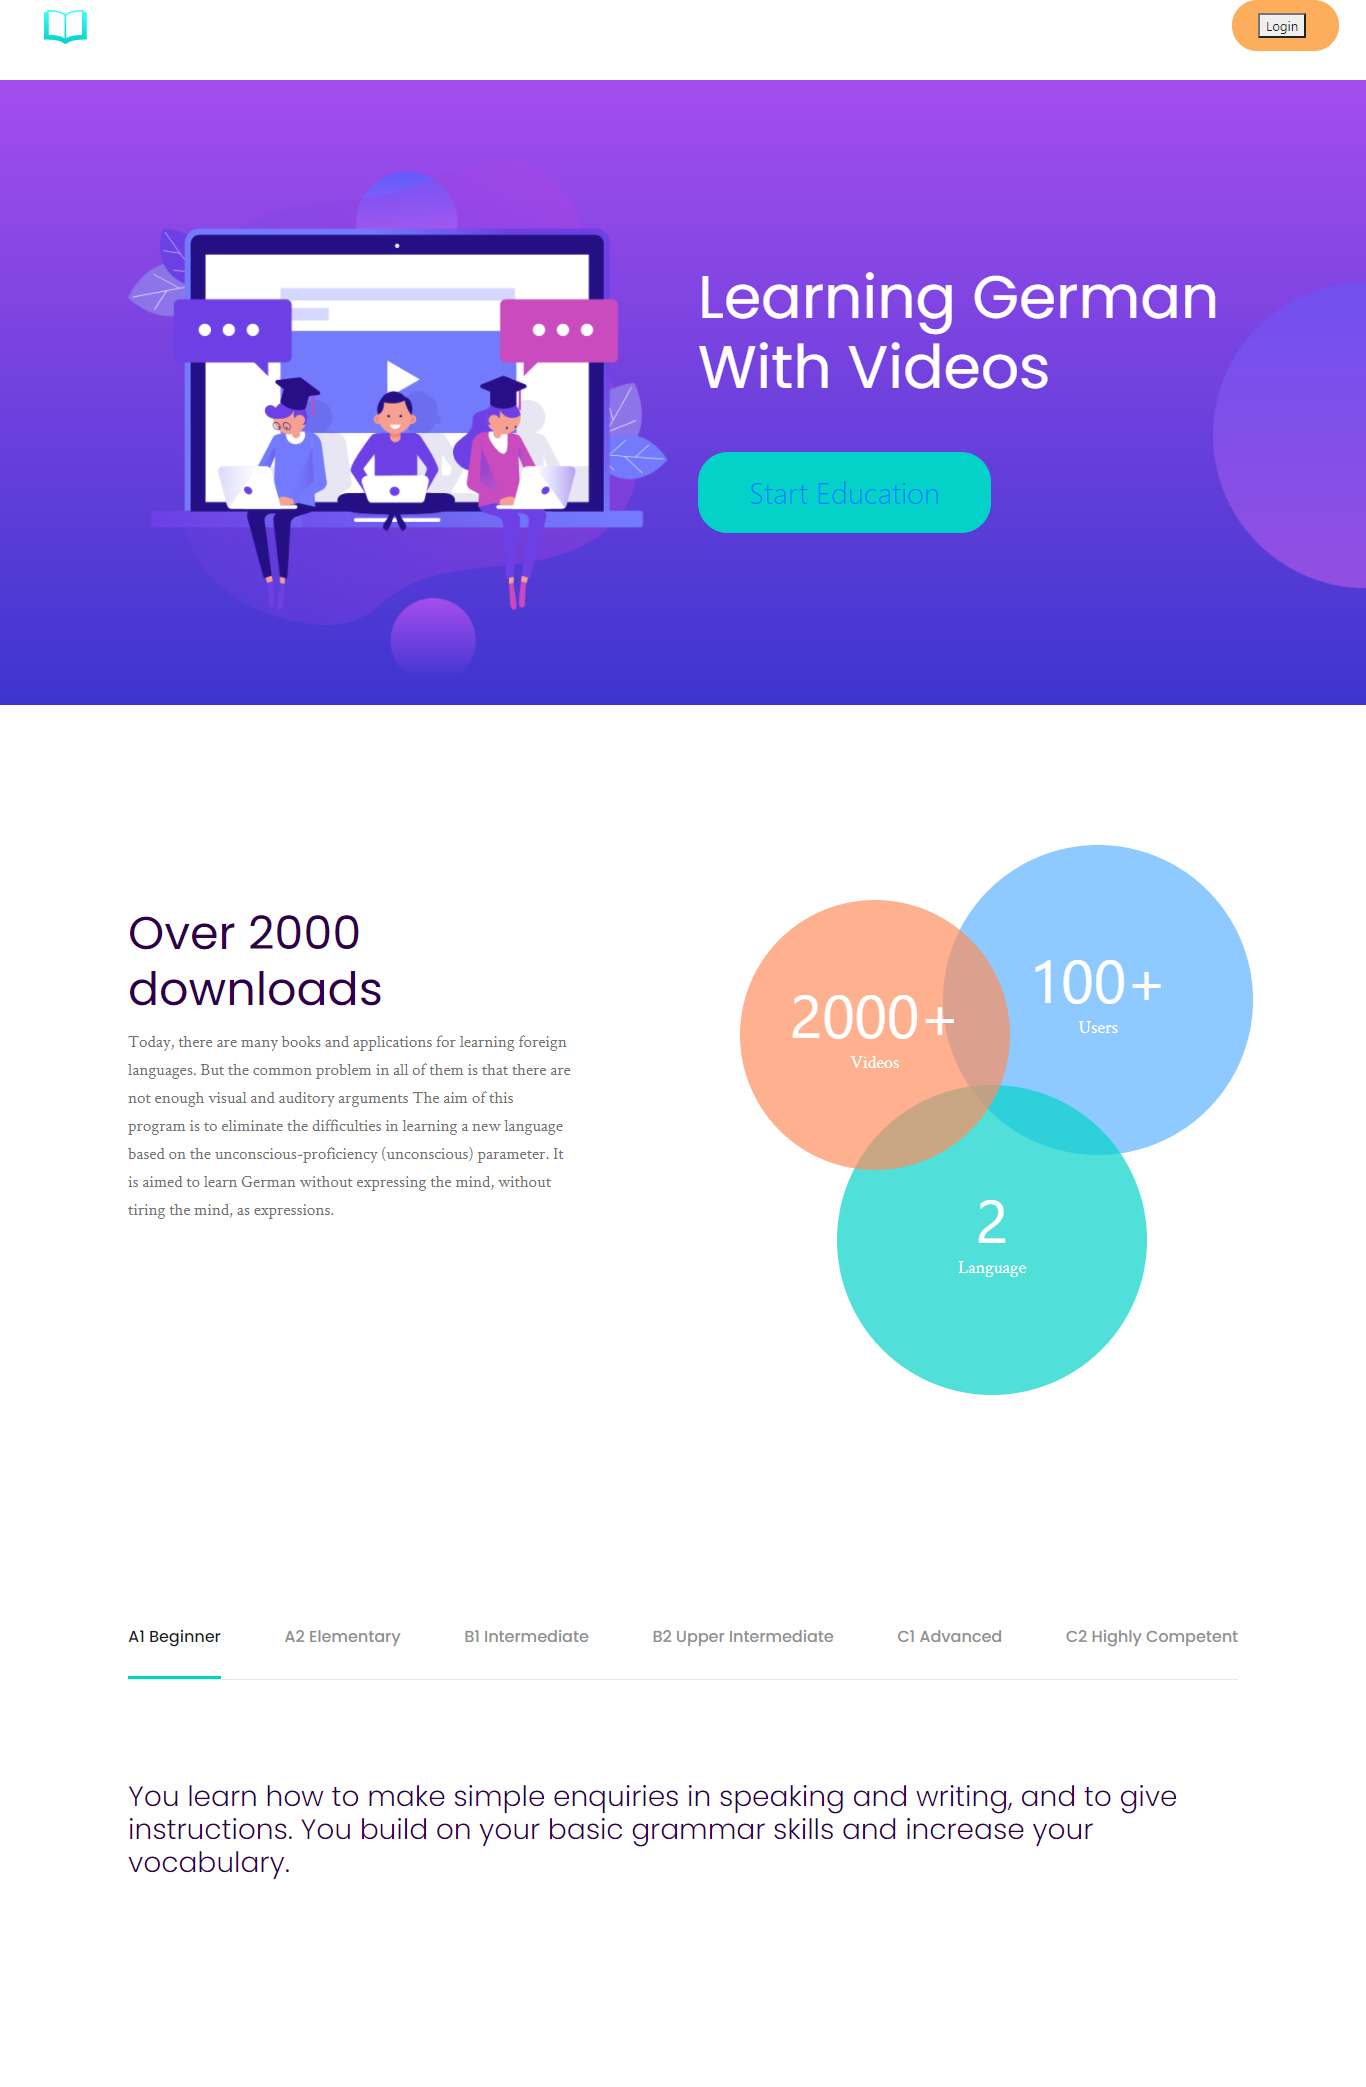 Login
Learning German
With Videos
Start Education
Over 2000
downloads
Today, there are many books and applications for learning foreign
languages. But the common problem in all of them is that there are
not enough visual and auditory arguments The aim of this
program is to eliminate the difficulties in learning a new language
based on the unconscious-proficiency (unconscious) parameter. It
is aimed to learn German without expressing the mind, without
tiring the mind, as expressions.
100+
Users
2000+
Videos
2
Language
A1 Beginner A2 Elementary B1 Intermediate B2 Upper Intermediate C1 Advanced C2 Highly Competent
You learn how to make simple enquiries in speaking and writing, and to give
instructions. You build on your basic grammar skills and increase your
vocabulary.